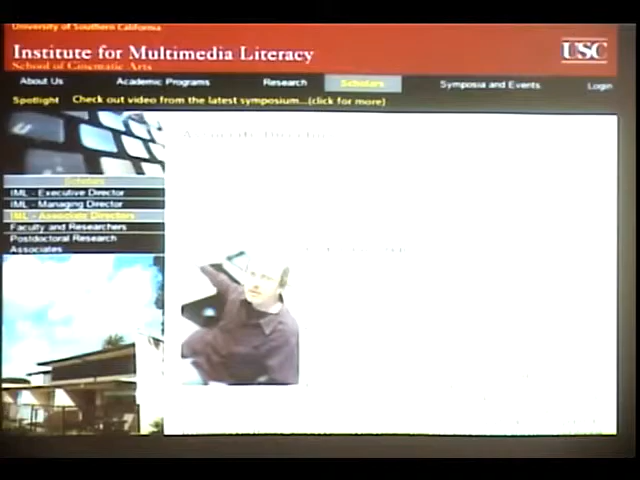 University of Southern California
Institute for Multimedia Literacy
School of Cinematic Arts
USC
About Us Academic Programs Research Scholars Symposia and Events Login
Spotlight Check out video from the latest symposium...(click for more)
Associate Director
Scholars
IML - Executive Director
IML - Managing Director
IML - Associate Directors
Faculty and Researchers
Postdoctoral Research
Associates